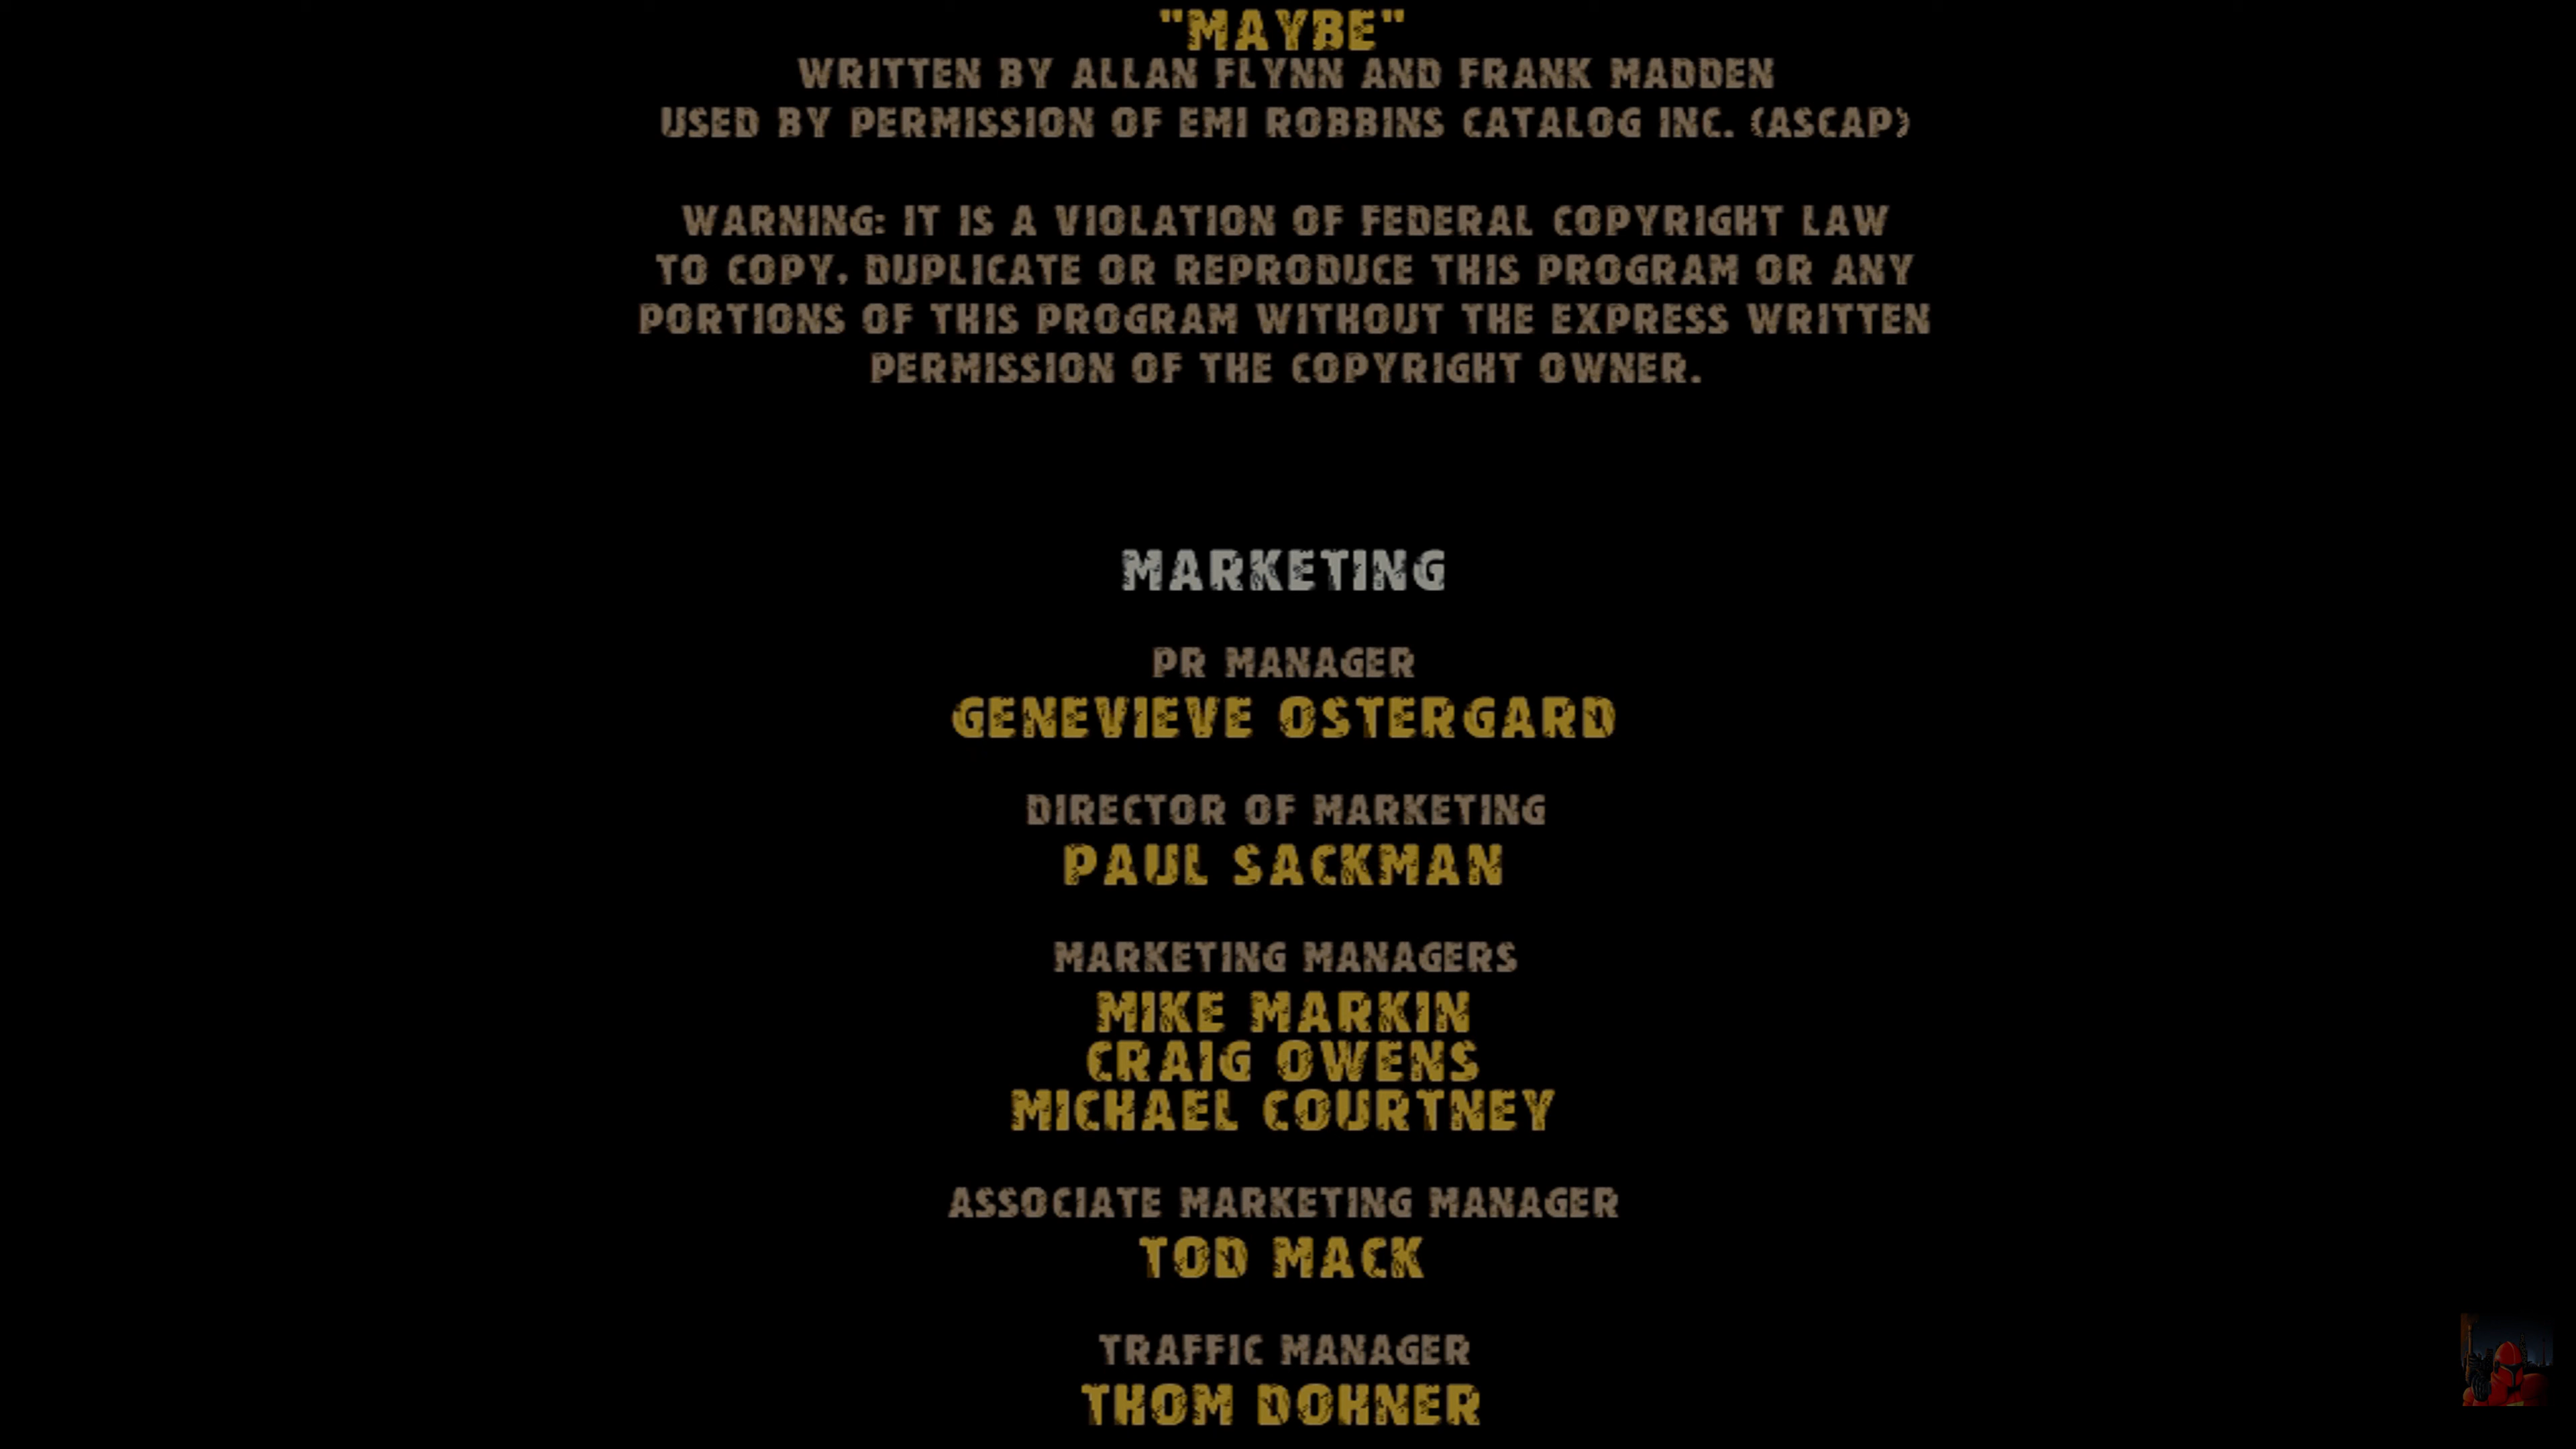 "MAYBE"
WRITTEN BY ALLAN FLYNN AND FRANK MADDEN
USED BY PERMISSION OF EMI ROBBINS CATALOG INC. (ASCAP)
WARNING: IT IS A VIOLATION OF FEDERAL COPYRIGHT LAW
TO COPY, DUPLICATE OR REPRODUCE THIS PROGRAM OR ANY
PORTIONS OF THIS PROGRAM WITHOUT THE EXPRESS WRITTEN
PERMISSION OF THE COPYRIGHT OWNER.
MARKETING
PR MANAGER
GENEVIEVE OSTERGARD
DIRECTOR OF MARKETING
PAUL SACKMAN
MARKETING MANAGERS
MIKE MARKIN
CRAIG OWENS
MICHAEL COURTNEY
ASSOCIATE MARKETING MANAGER
TOD MACK
TRAFFIC MANAGER
THOM DOHNER